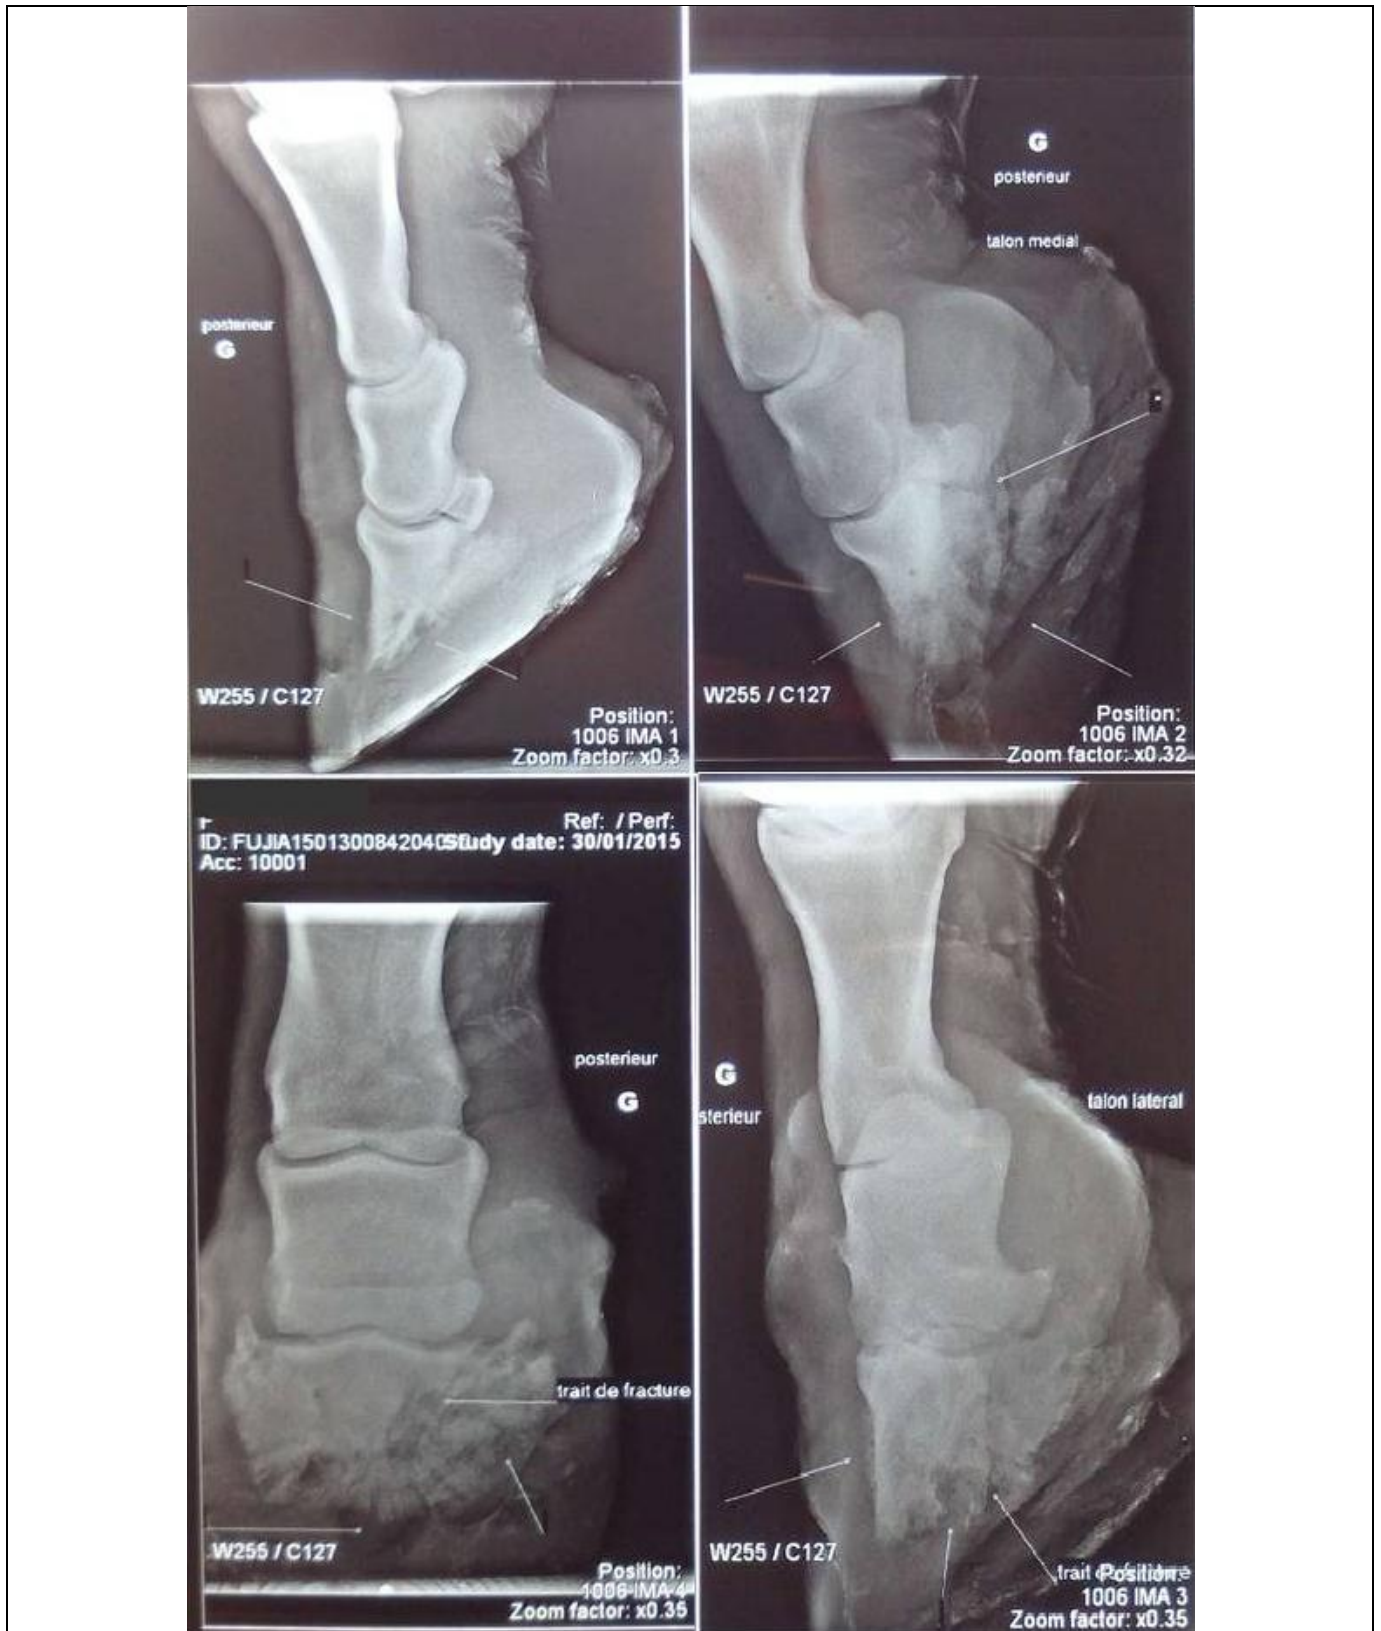 posterieur
G
W255 / C127
Position:
1006 IMA 1
Zoom factor: x0.3
G
posterieur
talon medial
W255 / C127
Position:
1006 IMA 2
Zoom factor: x0.32
Ref: / Perf:
Study date: 30/01/2015
Acc: 10001
posterieur
G
trait de fracture
W255 / C127
Position:
1006 IMA 4
Zoom factor: x0.35
G
sterieur
talon lateral
W255 / C127
Position:
1006 IMA 3
Zoom factor: x0.35